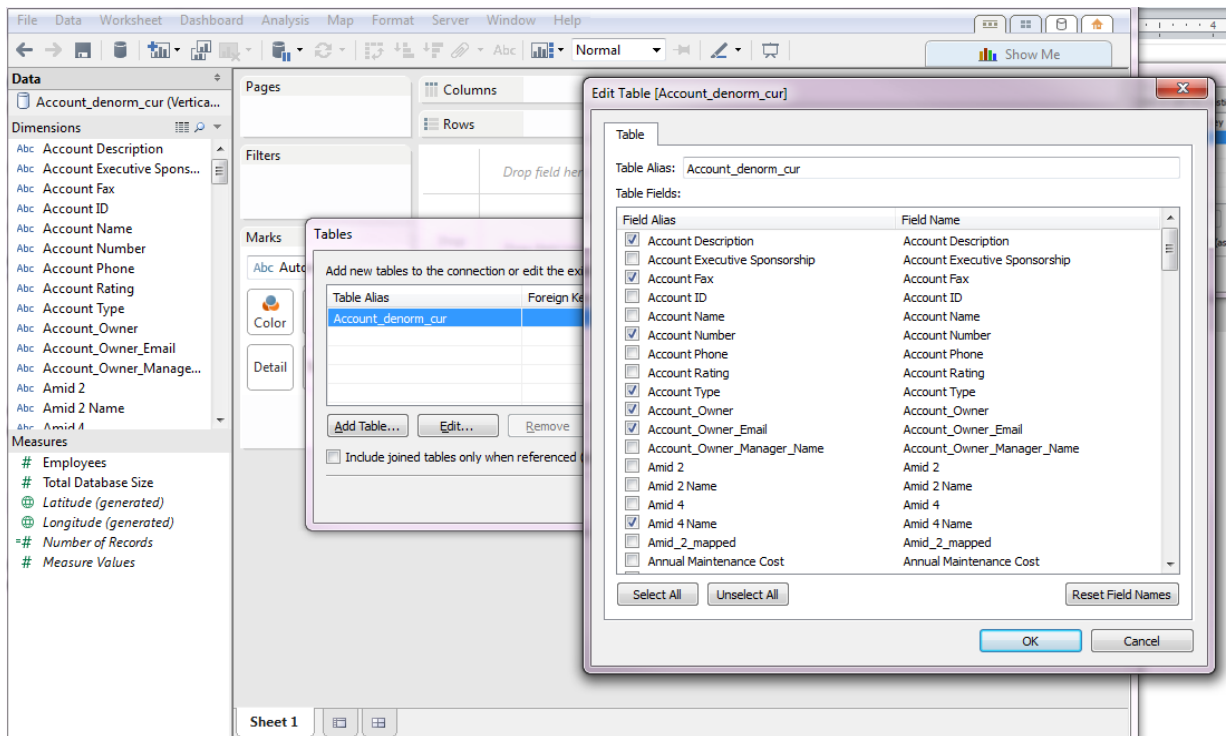 File Data Worksheet Dashboard Analysis Map Format Server Window Help
Abc Normal
Show Me
4
Data
Account_denorm_cur (Vertica...
Dimensions
Abc Account Description
Abc Account Executive Spons...
Abc Account Fax
Abc Account ID
Abc Account Name
Abc Account Number
Abc Account Phone
Abc Account Rating
Abc Account Type
Abc Account_Owner
Abc Account_Owner_Email
Abc Account_Owner_Manage...
Abc Amid 2
Abc Amid 2 Name
Abc Amid 4
Measures
# Employees
# Total Database Size
Latitude (generated)
Longitude (generated)
=# Number of Records
# Measure Values
Pages
Columns
Rows
Filters
Drop field her
Marks
Abc Auto
Color
Detail
Tables
Add new tables to the connection or edit the exi
Table Alias Foreign Ke
Account_denorm_cur
Add Table... Edit... Remove
Include joined tables only when referenced (
Edit Table [Account_denorm_cur]
Table
Table Alias: Account_denorm_cur
Table Fields:
Field Alias Field Name
Account Description Account Description
Account Executive Sponsorship Account Executive Sponsorship
Account Fax Account Fax
Account ID Account ID
Account Name Account Name
Account Number Account Number
Account Phone Account Phone
Account Rating Account Rating
Account Type Account Type
Account_Owner Account_Owner
Account_Owner_Email Account_Owner_Email
Account_Owner_Manager_Name Account_Owner_Manager_Name
Amid 2 Amid 2
Amid 2 Name Amid 2 Name
Amid 4 Amid 4
Amid 4 Name Amid 4 Name
Amid_2_mapped Amid_2_mapped
Annual Maintenance Cost Annual Maintenance Cost
Select All Unselect All Reset Field Names
OK Cancel
Sheet 1